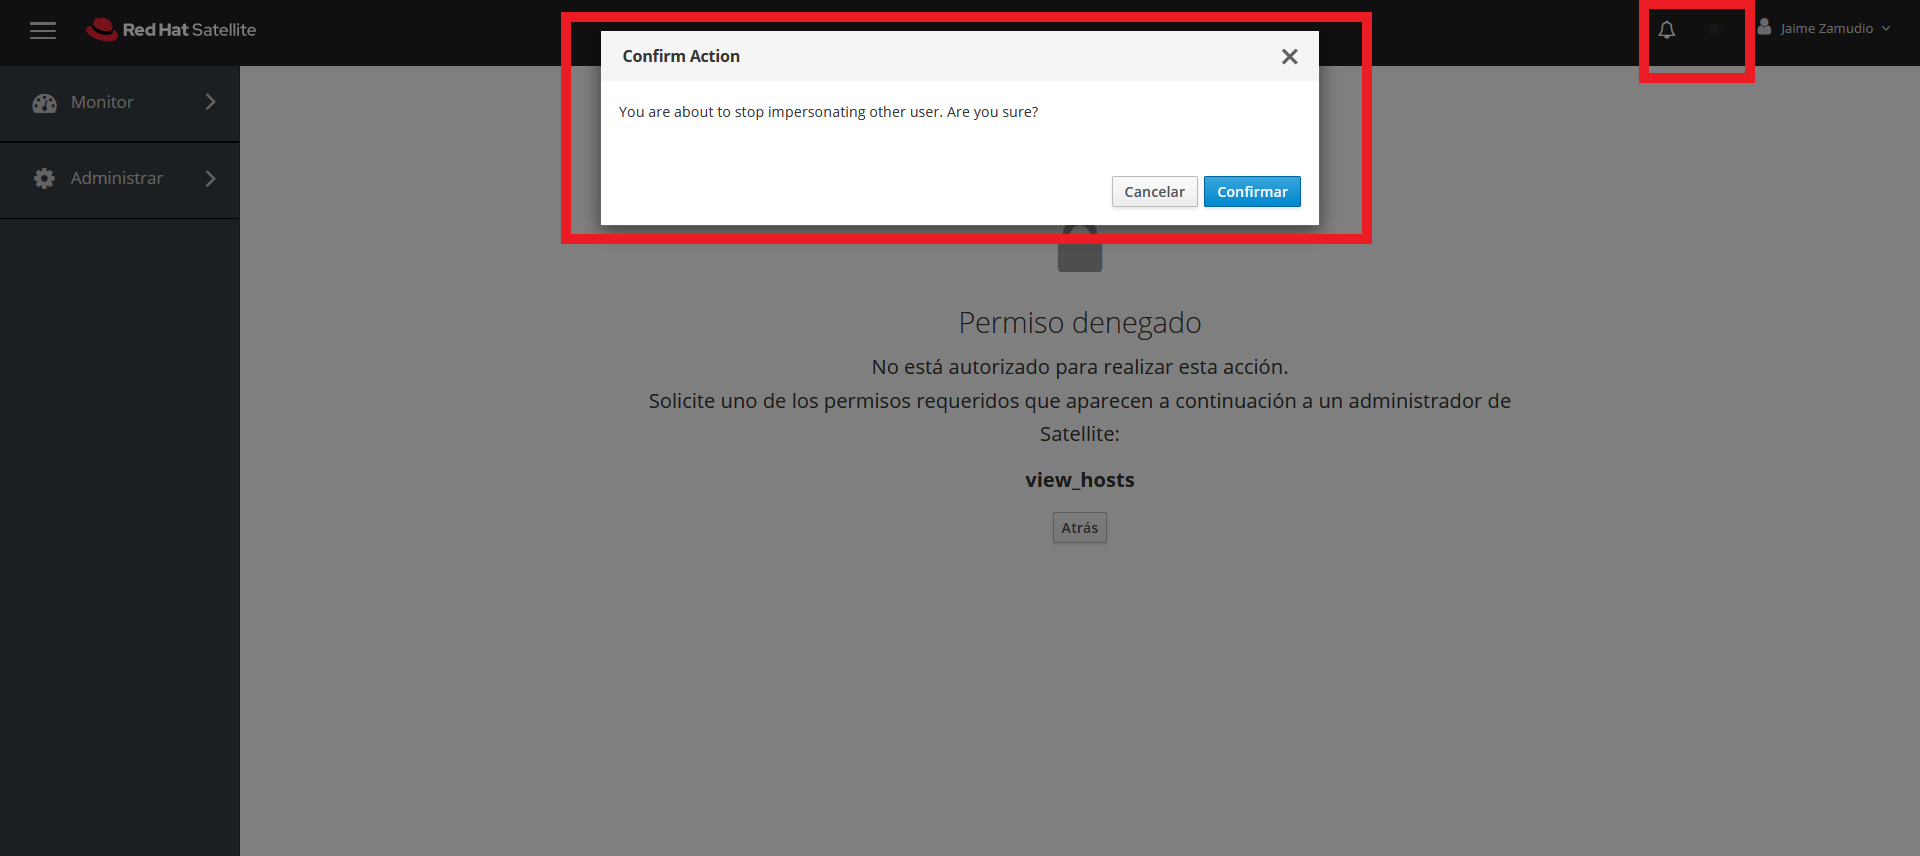 Red Hat Satellite
Jaime Zamudio
Monitor
Administrar
Confirm Action
You are about to stop impersonating other user. Are you sure?
Cancelar
Confirmar
Permiso denegado
No está autorizado para realizar esta acción.
Solicite uno de los permisos requeridos que aparecen a continuación a un administrador de
Satellite:
view_hosts
Atrás